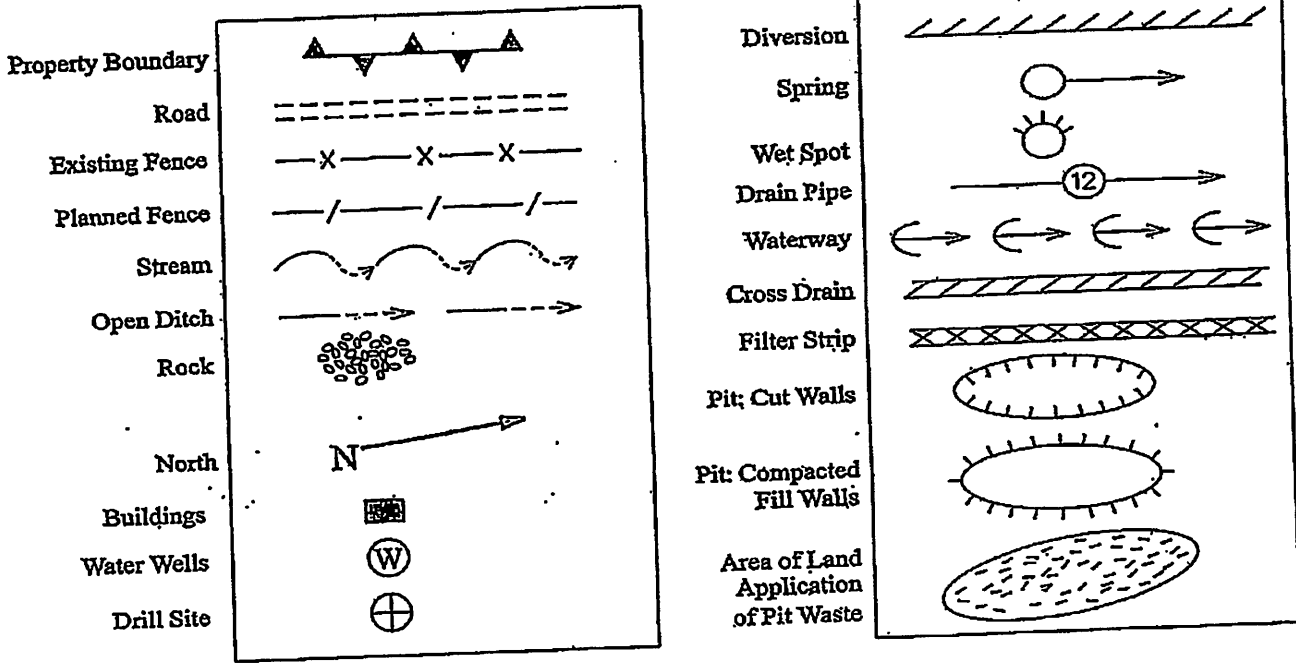 Property Boundary
Road
Existing Fence
X X X
Planned Fence
Stream
Open Ditch
Rock
North
N
Buildings
Water Wells
W
Drill Site
Diversion
Spring
Wet Spot
Drain Pipe
12
Waterway
Cross Drain
Filter Strip
Pit: Cut Walls
Pit: Compacted
Fill Walls
Area of Land
Application
of Pit Waste